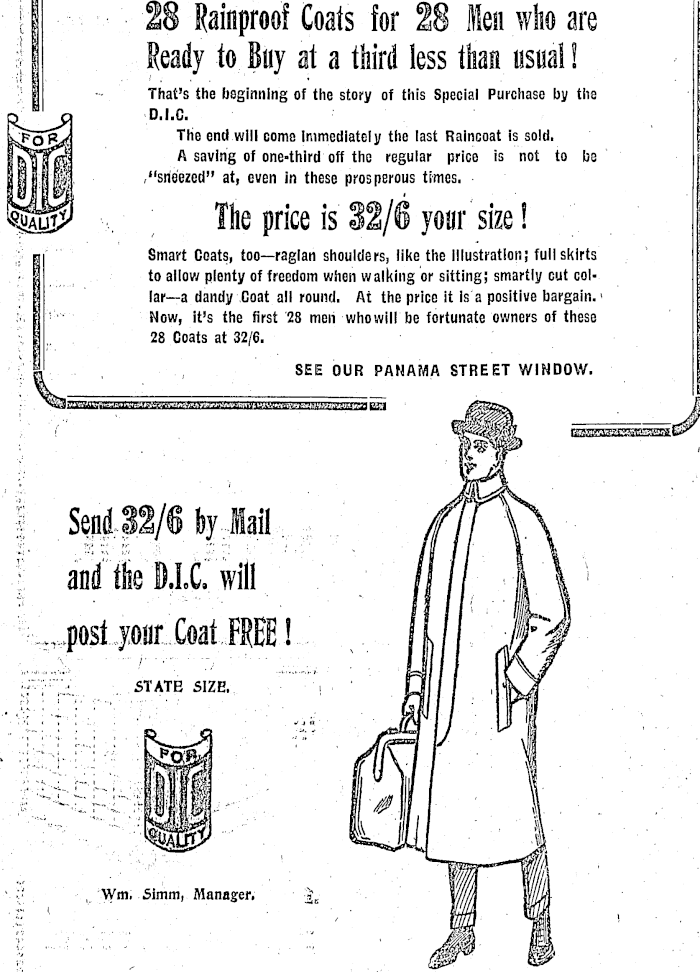 28 Rainproof Coats for 28 Men who are
Ready to Buy at a third less than usual!
That's the beginning of the story of this Special Purchase by the
D.I.C.
The end will come immediately the last Raincoat is sold.
A saving of one-third off the regular price is not to be
"sneezed" at, even in these prosperous times.
FOR
DIC
QUALITY
The price is 32/6 your size!
Smart Coats, too—raglan shoulders, like the Illustration; full skirts
to allow plenty of freedom when walking or sitting; smartly cut col-
lar—a dandy Coat all round. At the price it is a positive bargain.
Now, it's the first 28 men who will be fortunate owners of these
28 Coats at 32/6.
SEE OUR PANAMA STREET WINDOW.
Send 32/6 by Mail
and the D.I.C. will
post your Coat FREE!
STATE SIZE.
FOR
DIC
QUALITY
Wm. Simm, Manager.